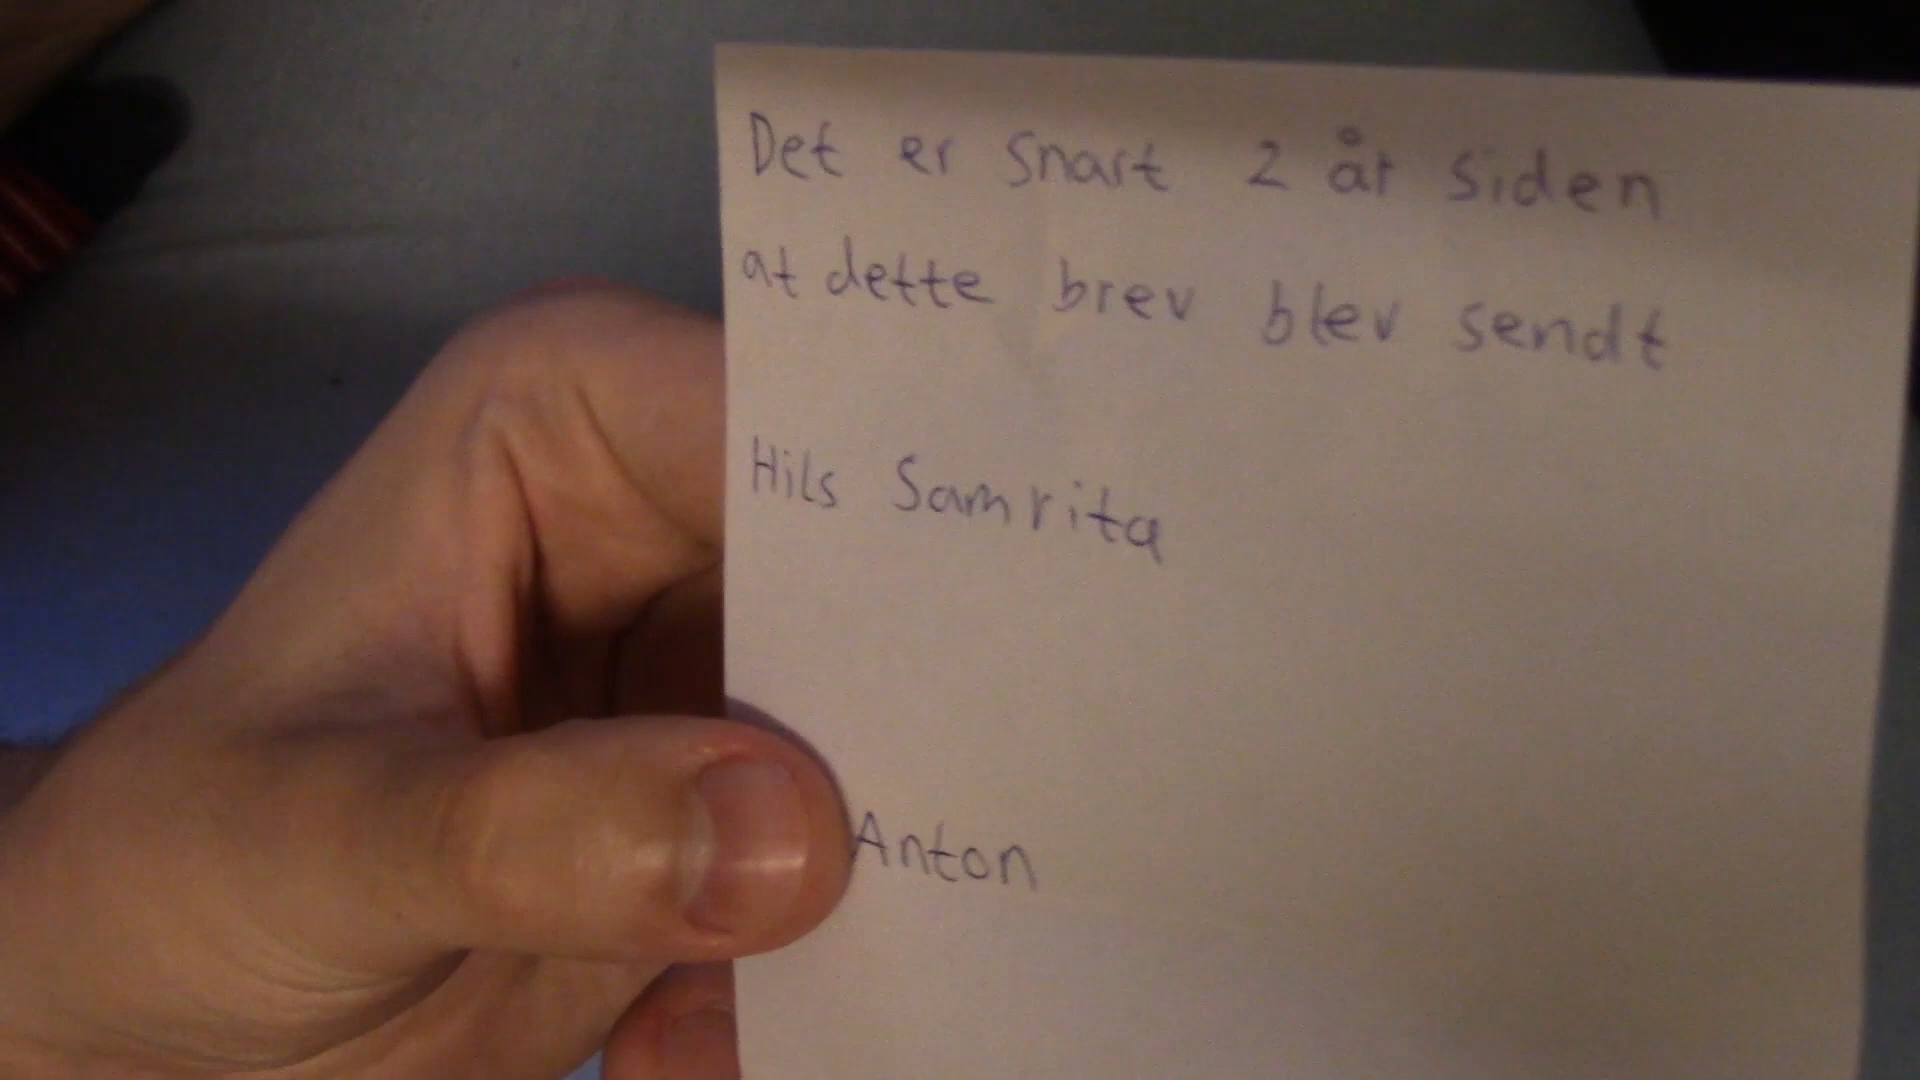 Det er snart 2 år siden
at dette brev blev sendt
Hils Samrita
Anton